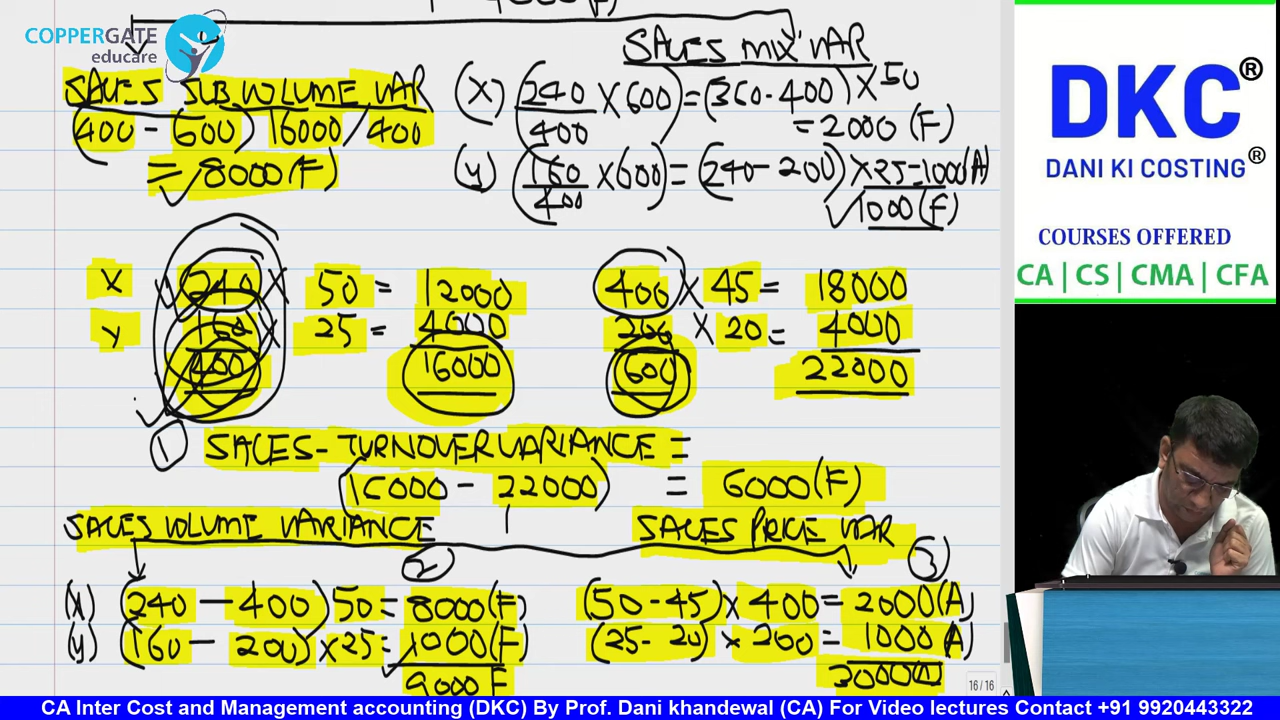 COPPERGATE
educare
SALES MIX VAR
SALES SUB VOLUME VAR
(400 - 600) 16000/400
= 8000 (F)
(X) (240/400 X 600) = (360 - 400) X 50
= 2000 (F)
(Y) (160/400 X 600) = (240 - 200) X 25 - 1000 (A)
1000 (F)
X 240 X 50 = 12000 400 X 45 = 18000
Y 160 X 25 = 4000 200 X 20 = 4000
400 16000 600 22000
1 SALES - TURNOVER VARIANCE =
(16000 - 22000) = 6000 (F)
SALES VOLUME VARIANCE SALES PRICE VAR
2 3
(X) (240 - 400) 50 = 8000 (F) (50 - 45) X 400 = 2000 (A)
(Y) (160 - 200) X 25 = 1000 (F) (25 - 20) X 200 = 1000 (A)
9000 F 3000 (A)
16/16
DKC®
DANI KI COSTING®
COURSES OFFERED
CA | CS | CMA | CFA
CA Inter Cost and Management accounting (DKC) By Prof. Dani khandewal (CA) For Video lectures Contact +91 9920443322